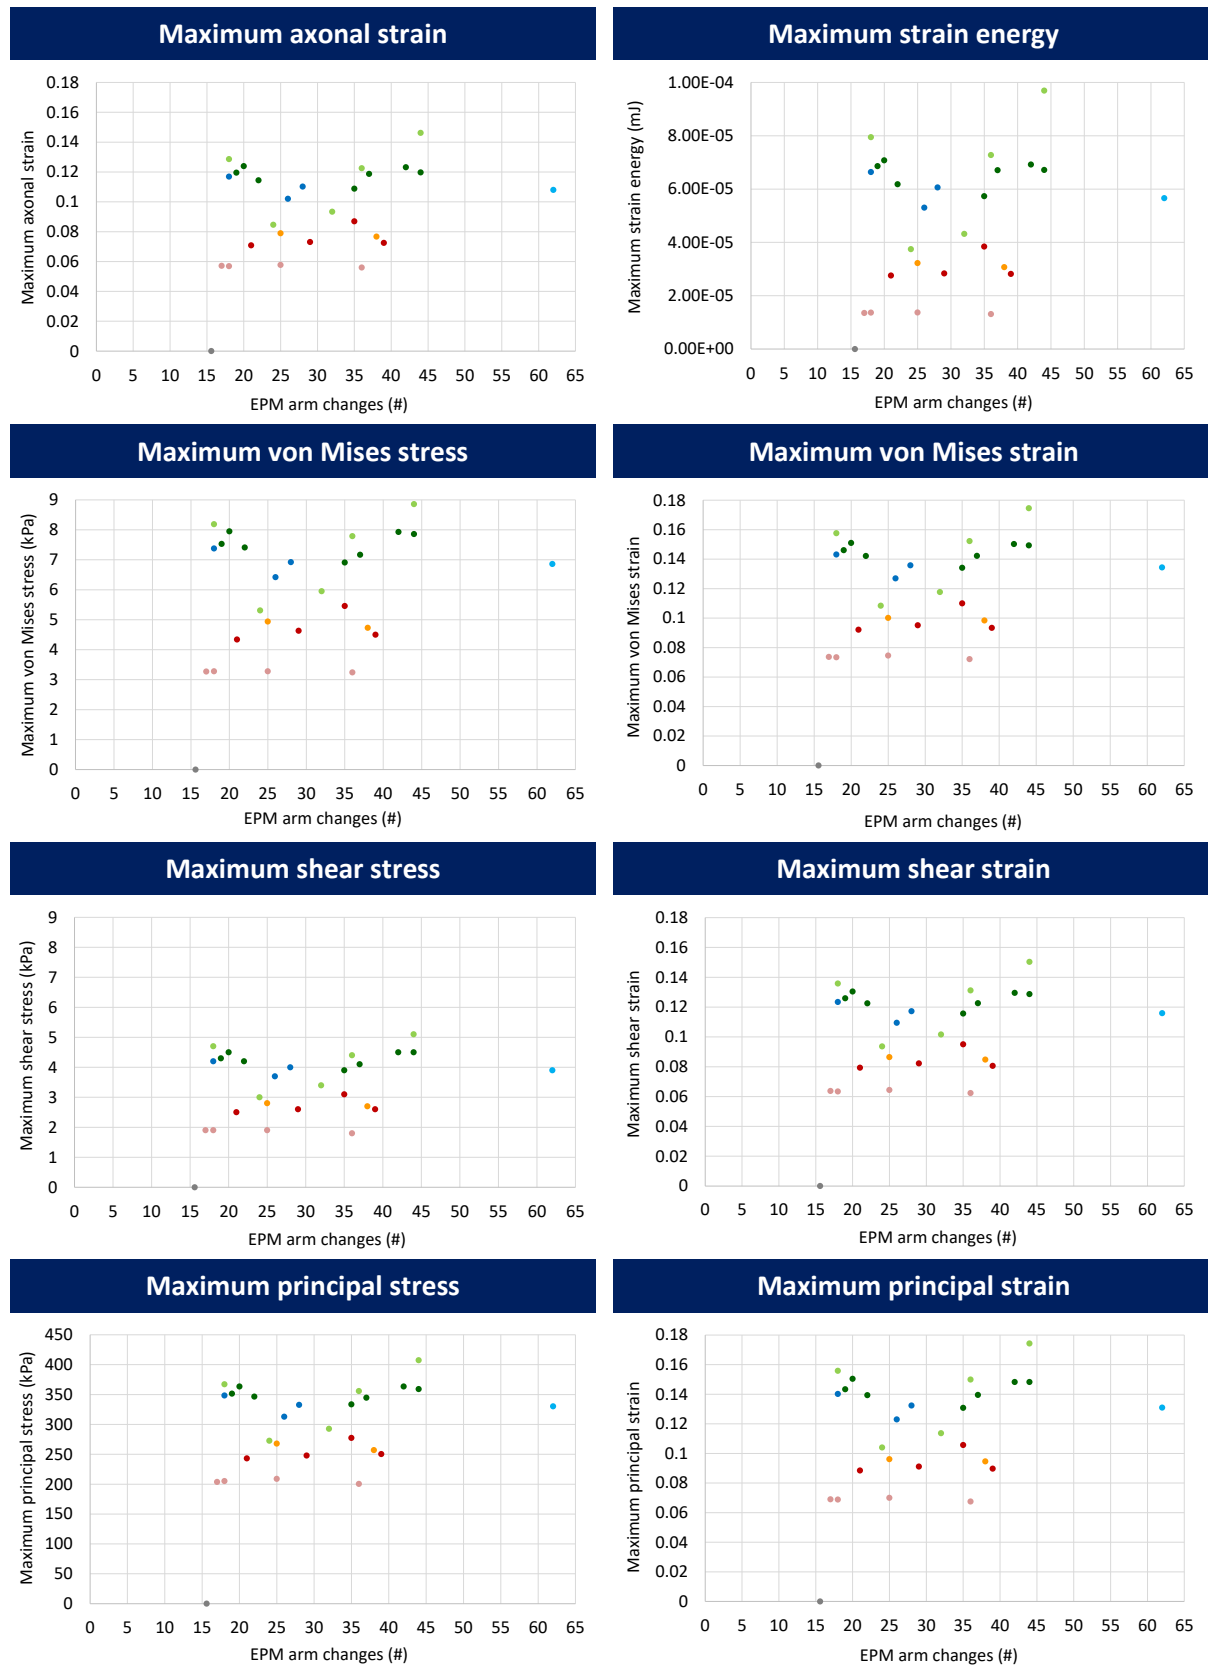 Maximum axonal strain
0.18
0.16
0.14
0.12
0.1
0.08
0.06
0.04
0.02
0
Maximum axonal strain
0 5 10 15 20 25 30 35 40 45 50 55 60 65
EPM arm changes (#)
Maximum strain energy
1.00E-04
8.00E-05
6.00E-05
4.00E-05
2.00E-05
0.00E+00
Maximum strain energy (mJ)
0 5 10 15 20 25 30 35 40 45 50 55 60 65
EPM arm changes (#)
Maximum von Mises stress
9
8
7
6
5
4
3
2
1
0
Maximum von Mises stress (kPa)
0 5 10 15 20 25 30 35 40 45 50 55 60 65
EPM arm changes (#)
Maximum von Mises strain
0.18
0.16
0.14
0.12
0.1
0.08
0.06
0.04
0.02
0
Maximum von Mises strain
0 5 10 15 20 25 30 35 40 45 50 55 60 65
EPM arm changes (#)
Maximum shear stress
9
8
7
6
5
4
3
2
1
0
Maximum shear stress (kPa)
0 5 10 15 20 25 30 35 40 45 50 55 60 65
EPM arm changes (#)
Maximum shear strain
0.18
0.16
0.14
0.12
0.1
0.08
0.06
0.04
0.02
0
Maximum shear strain
0 5 10 15 20 25 30 35 40 45 50 55 60 65
EPM arm changes (#)
Maximum principal stress
450
400
350
300
250
200
150
100
50
0
Maximum principal stress (kPa)
0 5 10 15 20 25 30 35 40 45 50 55 60 65
EPM arm changes (#)
Maximum principal strain
0.18
0.16
0.14
0.12
0.1
0.08
0.06
0.04
0.02
0
Maximum principal strain
0 5 10 15 20 25 30 35 40 45 50 55 60 65
EPM arm changes (#)